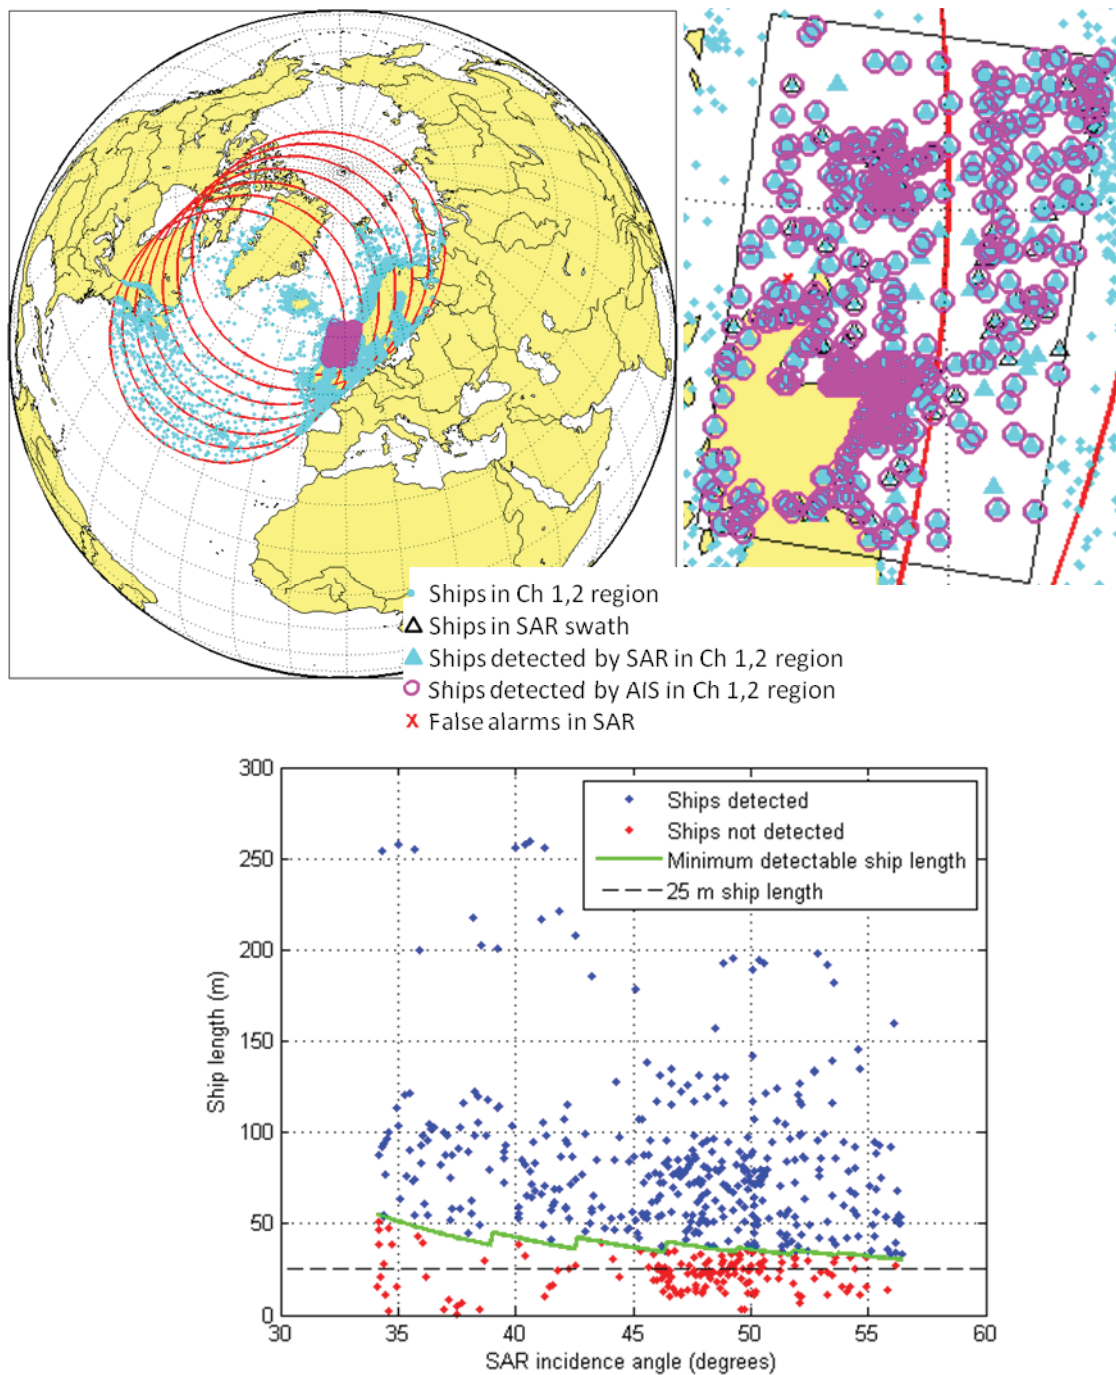 Ships in Ch 1,2 region
Ships in SAR swath
Ships detected by SAR in Ch 1,2 region
Ships detected by AIS in Ch 1,2 region
False alarms in SAR
300
250
200
150
100
50
0
Ship length (m)
Ships detected
Ships not detected
Minimum detectable ship length
25 m ship length
30 35 40 45 50 55 60
SAR incidence angle (degrees)